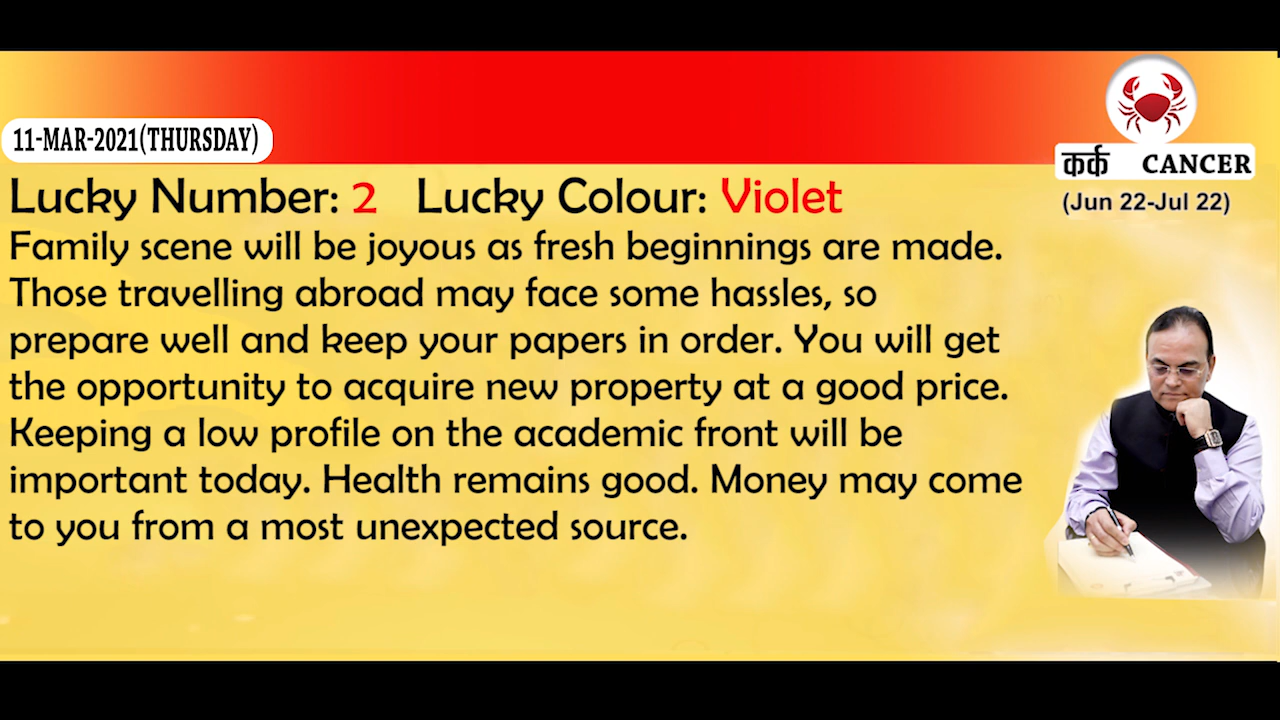 11-MAR-2021(THURSDAY)
कर्क CANCER
(Jun 22-Jul 22)
Lucky Number: 2 Lucky Colour: Violet
Family scene will be joyous as fresh beginnings are made.
Those travelling abroad may face some hassles, so
prepare well and keep your papers in order. You will get
the opportunity to acquire new property at a good price.
Keeping a low profile on the academic front will be
important today. Health remains good. Money may come
to you from a most unexpected source.